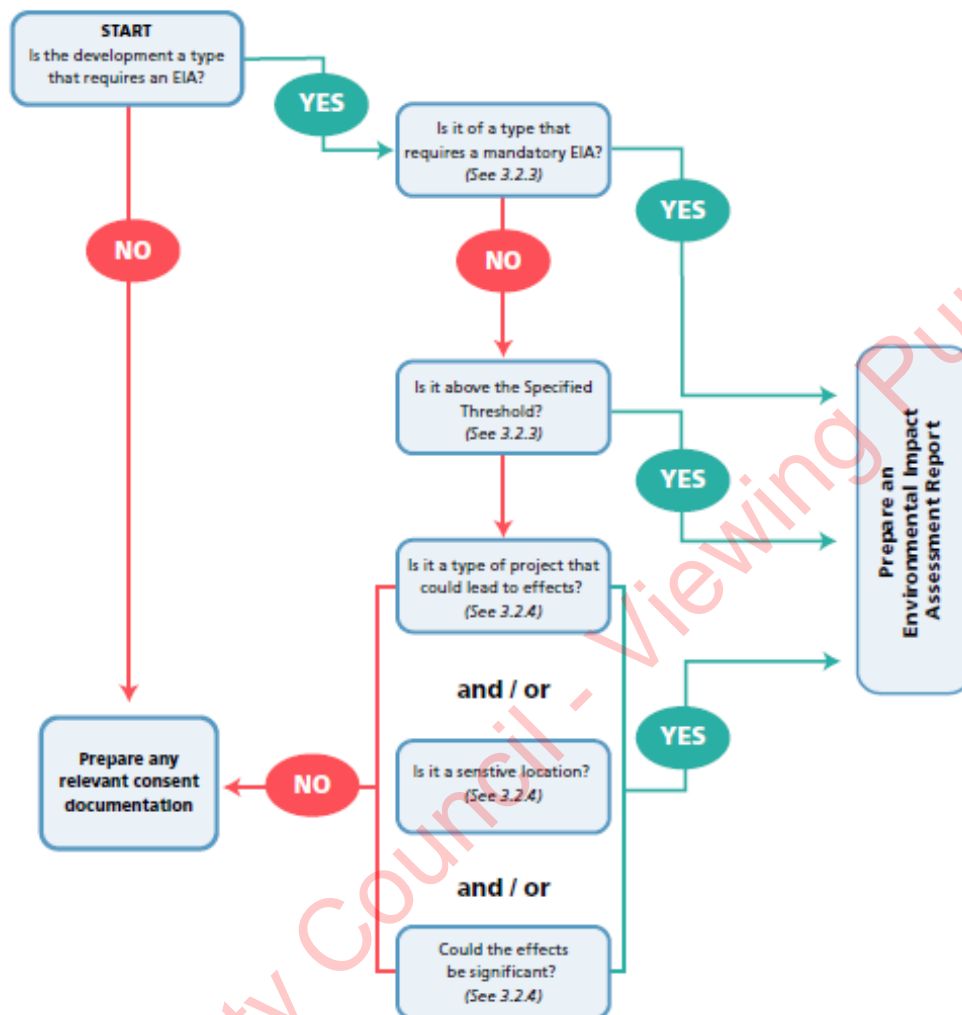 START
Is the development a type
that requires an EIA?
YES
Is it of a type that
requires a mandatory EIA?
(See 3.2.3)
YES
NO
NO
Is it above the Specified
Threshold?
(See 3.2.3)
YES
Prepare an
Environmental Impact
Assessment Report
Is it a type of project that
could lead to effects?
(See 3.2.4)
and / or
YES
Prepare any
relevant consent
documentation
NO
Is it a senstive location?
(See 3.2.4)
and / or
Could the effects
be significant?
(See 3.2.4)
Council - Viewing